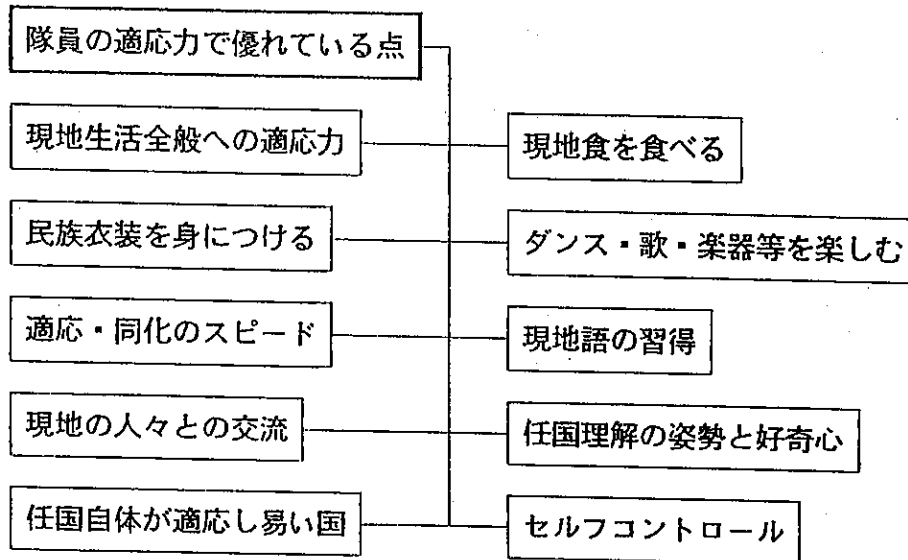 隊員の適応力で優れている点
現地生活全般への適応力
現地食を食べる
民族衣装を身につける
ダンス・歌・楽器等を楽しむ
適応・同化のスピード
現地語の習得
現地の人々との交流
任国理解の姿勢と好奇心
任国自体が適応し易い国
セルフコントロール